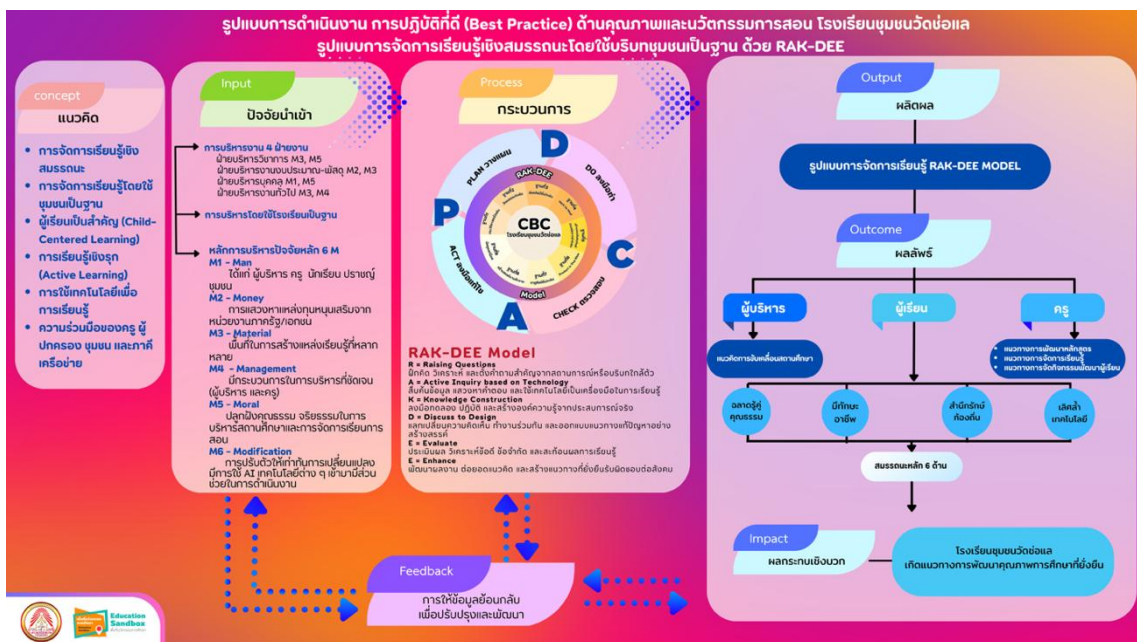 รูปแบบการดำเนินงาน การปฏิบัติที่ดี (Best Practice) ด้านคุณภาพและนวัตกรรมการสอน โรงเรียนชุมชนวัดช่อแล
รูปแบบการจัดการเรียนรู้เชิงสมรรถนะโดยใช้บริบทชุมชนเป็นฐาน ด้วย RAK-DEE
concept
แนวคิด
• การจัดการเรียนรู้เชิง
สมรรถนะ
• การจัดการเรียนรู้โดยใช้
ชุมชนเป็นฐาน
• ผู้เรียนเป็นสำคัญ (Child-
Centered Learning)
• การเรียนรู้เชิงรุก
(Active Learning)
• การใช้เทคโนโลยีเพื่อ
การเรียนรู้
• ความร่วมมือของครู ผู้
ปกครอง ชุมชน และภาคี
เครือข่าย
Input
ปัจจัยนำเข้า
การบริหารงาน 4 ฝ่ายงาน
ฝ่ายบริหารวิชาการ M3, M5
ฝ่ายบริหารงานงบประมาณ-พัสดุ M2, M3
ฝ่ายบริหารบุคคล M1, M5
ฝ่ายบริหารงานทั่วไป M3, M4
การบริหารโดยใช้โรงเรียนเป็นฐาน
หลักการบริหารปัจจัยหลัก 6 M
M1 - Man
ได้แก่ ผู้บริหาร ครู นักเรียน ปราชญ์
ชุมชน
M2 - Money
การแสวงหาแหล่งทุนหนุนเสริมจาก
หน่วยงานภาครัฐ/เอกชน
M3 - Material
พื้นที่ในการสร้างแหล่งเรียนรู้ที่หลาก
หลาย
M4 - Management
มีกระบวนการในการบริหารที่ชัดเจน
(ผู้บริหาร และครู)
M5 - Moral
ปลูกฝังคุณธรรม จริยธรรมในการ
บริหารสถานศึกษาและการจัดการเรียนการ
สอน
M6 - Modification
การปรับตัวให้เท่าทันการเปลี่ยนแปลง
มีการใช้ AI เทคโนโลยีต่าง ๆ เข้ามามีส่วน
ช่วยในการดำเนินงาน
Process
กระบวนการ
P
PLAN วางแผน
D
DO ลงมือทำ
C
CHECK ตรวจสอบ
A
ACT ลงมือแก้ไข
RAK-DEE
CBC
โรงเรียนชุมชนวัดช่อแล
Model
RAK-DEE Model
R = Raising Questions
ฝึกคิด วิเคราะห์ และตั้งคำถามสำคัญจากสถานการณ์หรือบริบทใกล้ตัว
A = Active Inquiry based on Technology
สืบค้นข้อมูล แสวงหาคำตอบ และใช้เทคโนโลยีเป็นเครื่องมือในการเรียนรู้
K = Knowledge Construction
ลงมือทดลอง ปฏิบัติ และสร้างองค์ความรู้จากประสบการณ์จริง
D = Discuss to Design
แลกเปลี่ยนความคิดเห็น ทำงานร่วมกัน และออกแบบแนวทางแก้ปัญหาอย่าง
สร้างสรรค์
E = Evaluate
ประเมินผล วิเคราะห์ข้อดี ข้อจำกัด และสะท้อนผลการเรียนรู้
E = Enhance
พัฒนาผลงาน ต่อยอดแนวคิด และสร้างแนวทางที่ยั่งยืนรับผิดชอบต่อสังคม
Output
ผลิตผล
รูปแบบการจัดการเรียนรู้ RAK-DEE MODEL
Outcome
ผลลัพธ์
ผู้บริหาร
ผู้เรียน
ครู
แนวคิดการขับเคลื่อนสถานศึกษา
• แนวทางการพัฒนาหลักสูตร
• แนวทางการจัดการเรียนรู้
• แนวทางการจัดกิจกรรมพัฒนาผู้เรียน
ฉลาดรู้คู่
คุณธรรม
มีทักษะ
อาชีพ
สำนึกรักษ์
ท้องถิ่น
เลิศล้ำ
เทคโนโลยี
สมรรถนะหลัก 6 ด้าน
Impact
ผลกระทบเชิงบวก
โรงเรียนชุมชนวัดช่อแล
เกิดแนวทางการพัฒนาคุณภาพการศึกษาที่ยั่งยืน
Feedback
การให้ข้อมูลย้อนกลับ
เพื่อปรับปรุงและพัฒนา
Education
Sandbox